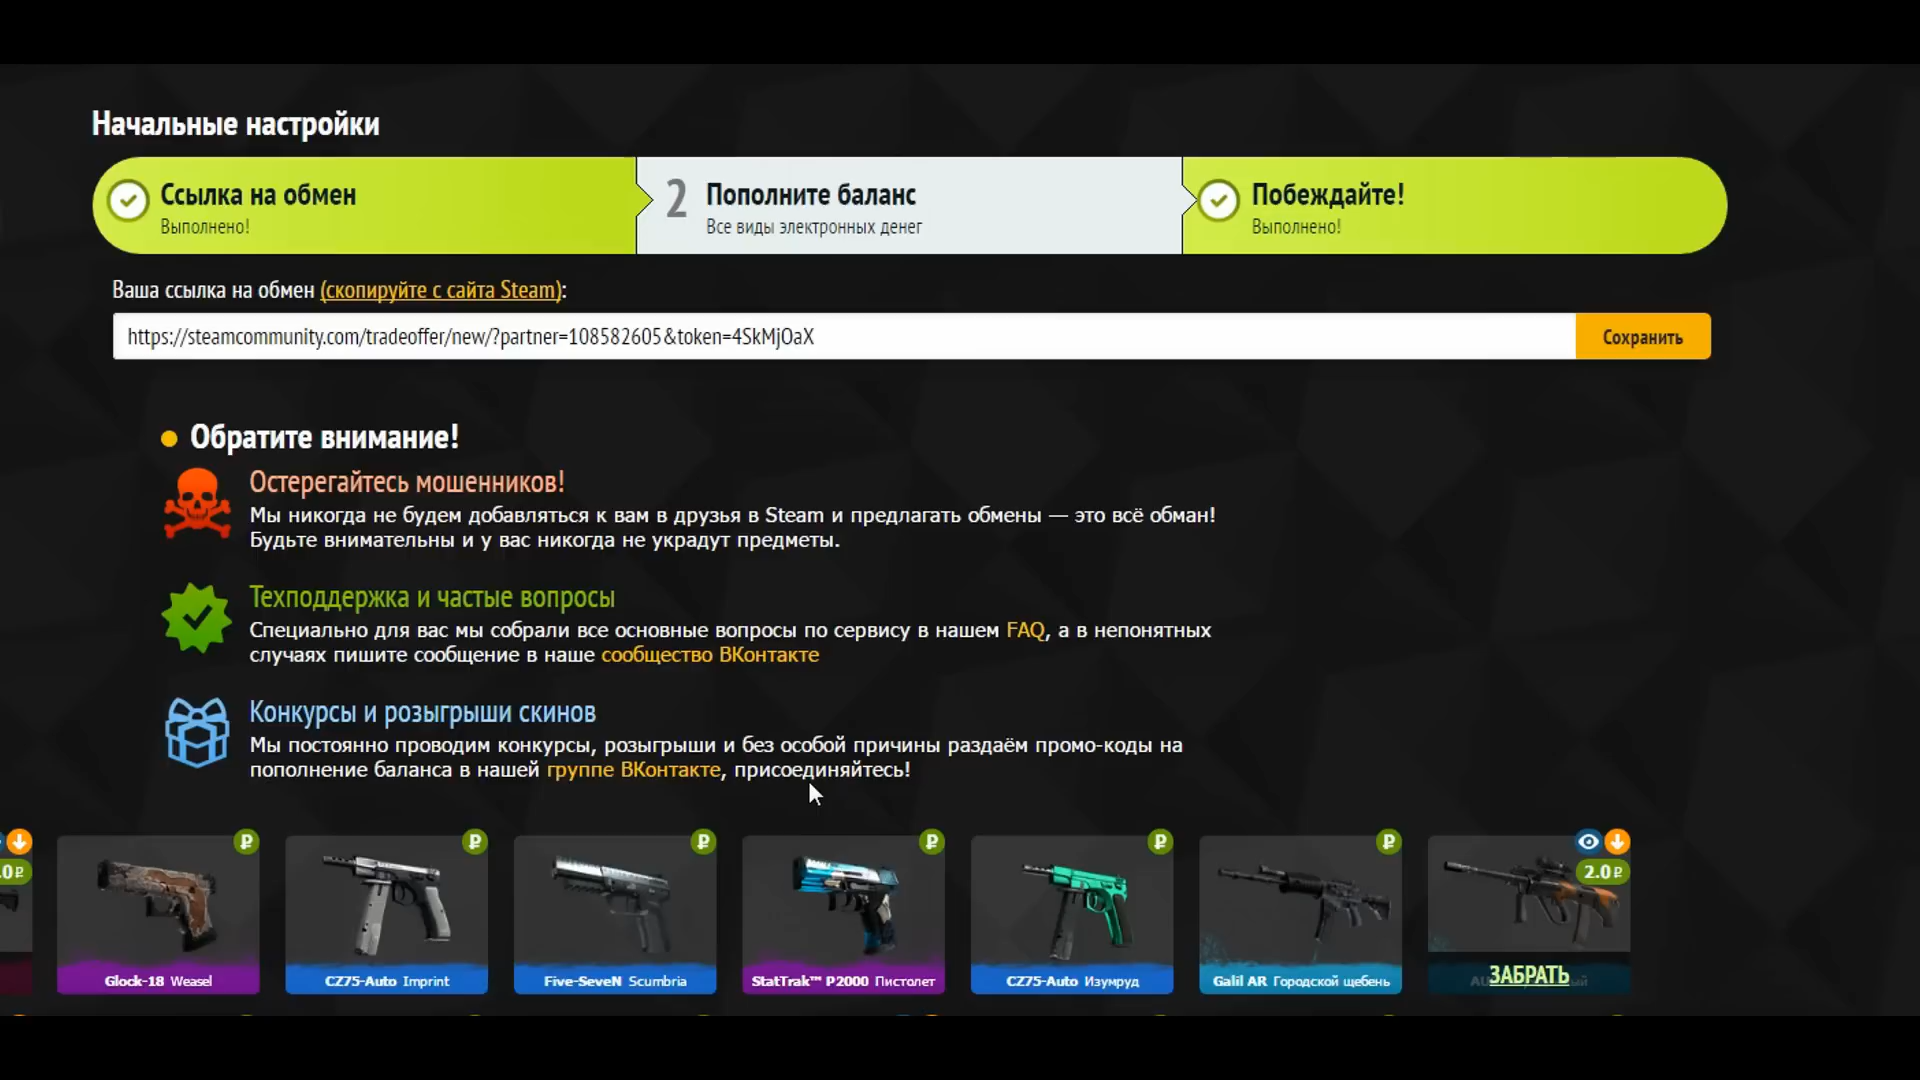 Начальные настройки
Ссылка на обмен
Выполнено!
2
Пополните баланс
Все виды электронных денег
Побеждайте!
Выполнено!
Ваша ссылка на обмен (скопируйте с сайта Steam):
https://steamcommunity.com/tradeoffer/new/?partner=108582605&token=4SkMjOaX
Сохранить
Обратите внимание!
Остерегайтесь мошенников!
Мы никогда не будем добавляться к вам в друзья в Steam и предлагать обмены — это всё обман!
Будьте внимательны и у вас никогда не украдут предметы.
Техподдержка и частые вопросы
Специально для вас мы собрали все основные вопросы по сервису в нашем FAQ, а в непонятных
случаях пишите сообщение в наше сообщество ВКонтакте
Конкурсы и розыгрыши скинов
Мы постоянно проводим конкурсы, розыгрыши и без особой причины раздаём промо-коды на
пополнение баланса в нашей группе ВКонтакте, присоединяйтесь!
.0₽
₽
₽
₽
₽
₽
₽
2.0₽
Glock-18 Weasel
CZ75-Auto Imprint
Five-SeveN Scumbria
StatTrak™ P2000 Пистолет
CZ75-Auto Изумруд
Galil AR Городской щебень
ЗАБРАТЬ